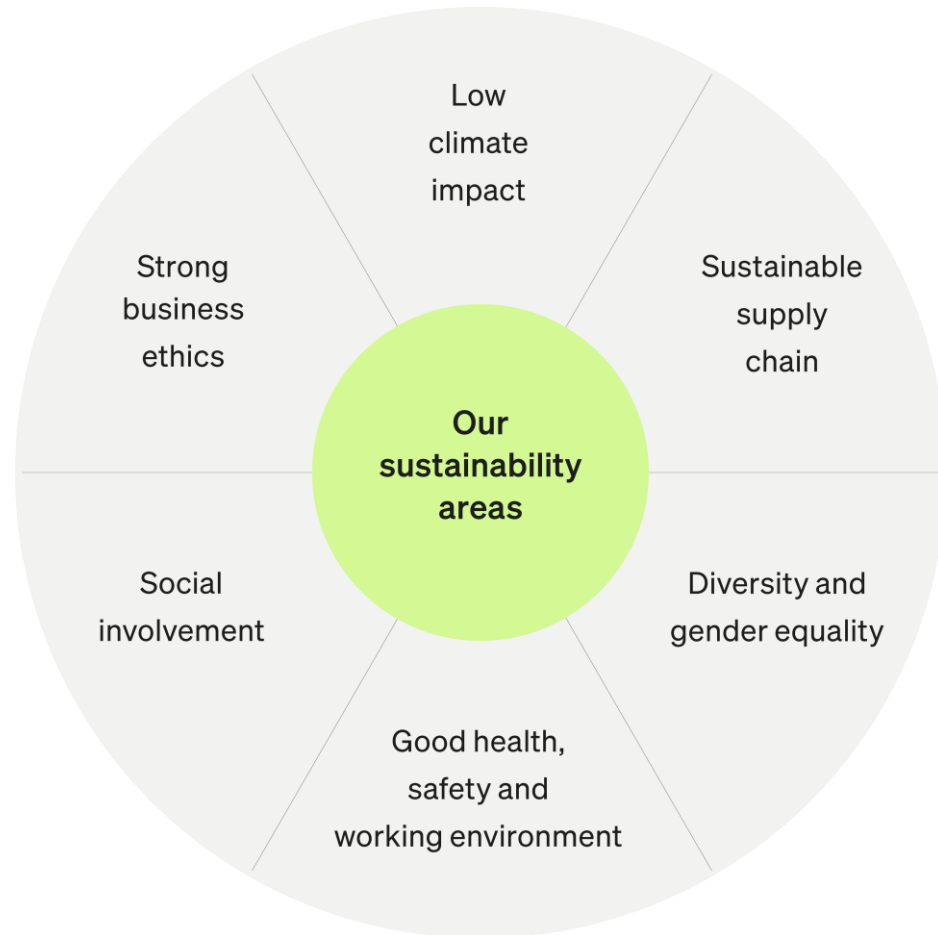 Low
climate
impact
Sustainable
supply
chain
Diversity and
gender equality
Good health,
safety and
working environment
Social
involvement
Strong
business
ethics
Our
sustainability
areas